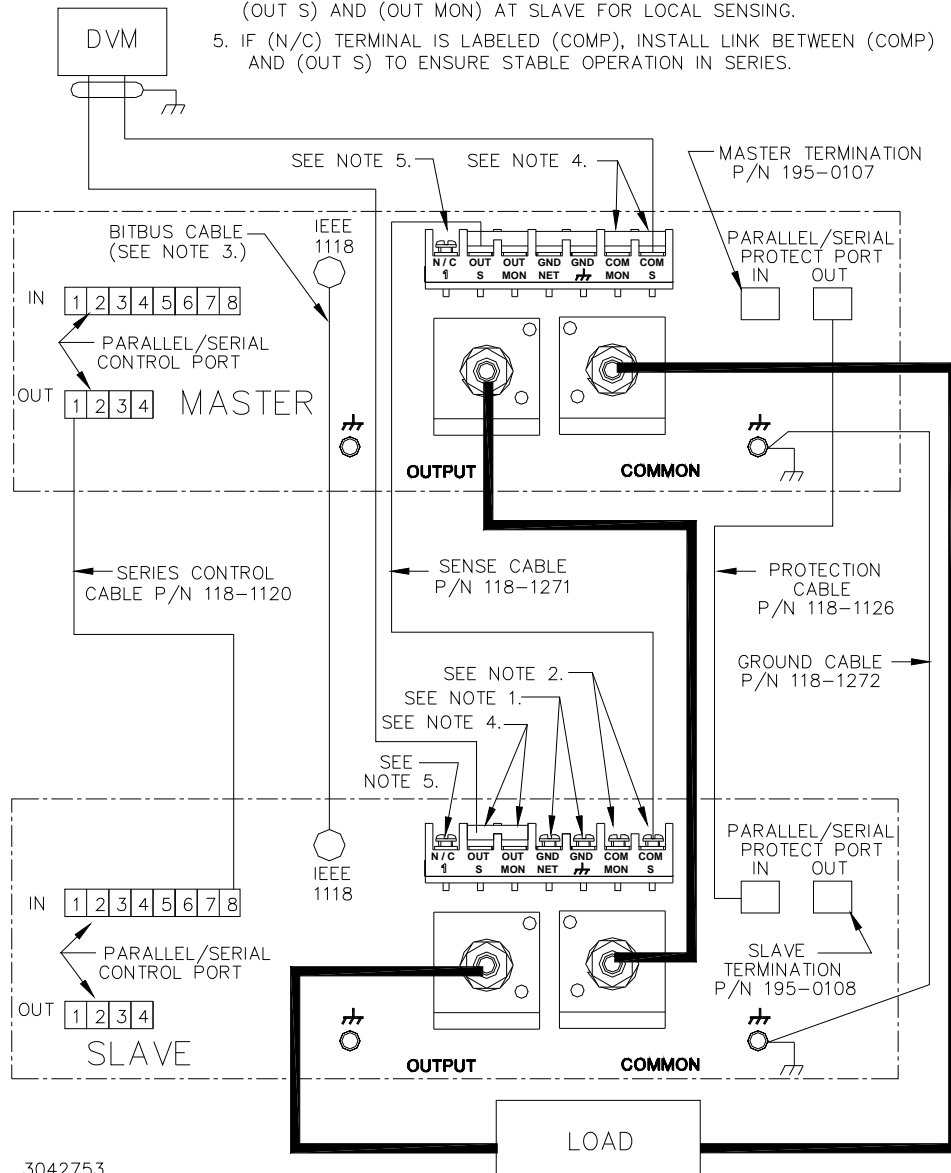 (OUT S) AND (OUT MON) AT SLAVE FOR LOCAL SENSING.
5. IF (N/C) TERMINAL IS LABELED (COMP), INSTALL LINK BETWEEN (COMP)
AND (OUT S) TO ENSURE STABLE OPERATION IN SERIES.
DVM
SEE NOTE 5.
SEE NOTE 4.
MASTER TERMINATION
P/N 195-0107
BITBUS CABLE
(SEE NOTE 3.)
IEEE
1118
N/C OUT OUT GND GND COM COM
1 S MON NET MON S
PARALLEL/SERIAL
PROTECT PORT
IN OUT
IN 1 2 3 4 5 6 7 8
PARALLEL/SERIAL
CONTROL PORT
OUT 1 2 3 4
MASTER
OUTPUT
COMMON
SERIES CONTROL
CABLE P/N 118-1120
SENSE CABLE
P/N 118-1271
PROTECTION
CABLE
P/N 118-1126
GROUND CABLE
P/N 118-1272
SEE NOTE 2.
SEE NOTE 1.
SEE NOTE 4.
SEE
NOTE 5.
IEEE
1118
N/C OUT OUT GND GND COM COM
1 S MON NET MON S
PARALLEL/SERIAL
PROTECT PORT
IN OUT
IN 1 2 3 4 5 6 7 8
PARALLEL/SERIAL
CONTROL PORT
OUT 1 2 3 4
SLAVE
SLAVE
TERMINATION
P/N 195-0108
OUTPUT
COMMON
LOAD
3042753